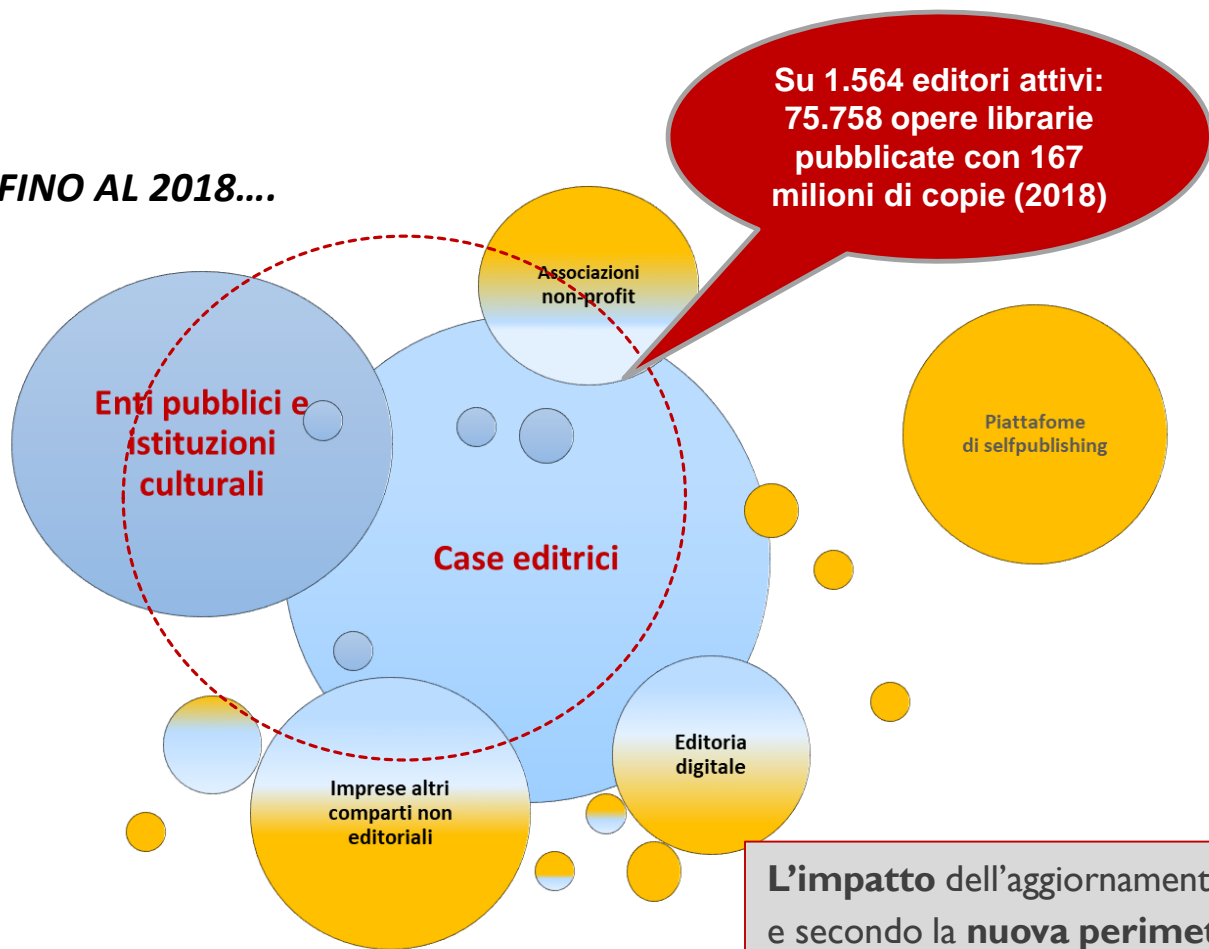 Su 1.564 editori attivi:
75.758 opere librarie
pubblicate con 167
milioni di copie (2018)
FINO AL 2018....
Associazioni
non-profit
Enti pubblici e
istituzioni
culturali
Piattafome
di selfpublishing
Case editrici
Editoria
digitale
Imprese altri
comparti non
editoriali
L'impatto dell'aggiornament
e secondo la nuova perimet